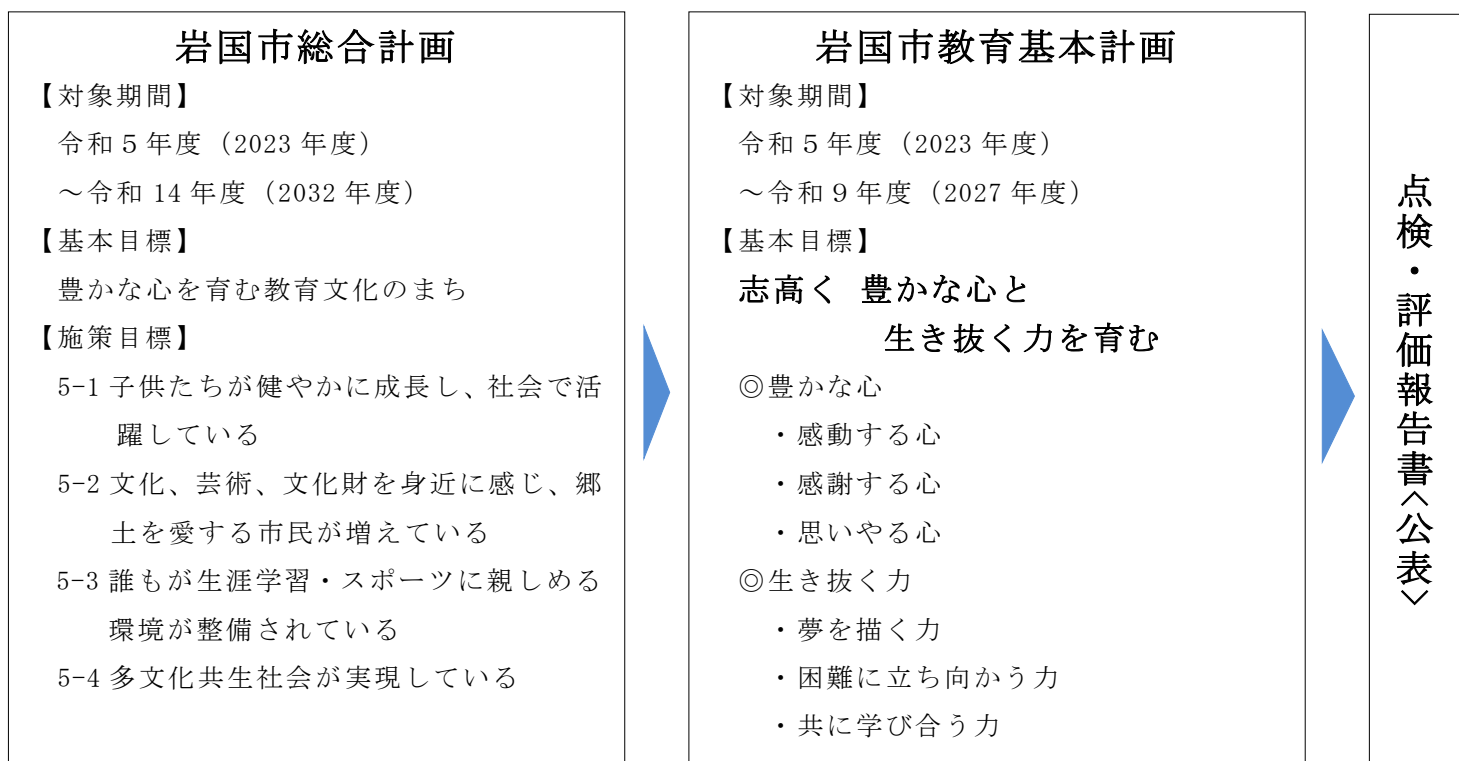 岩国市総合計画
【対象期間】
令和５年度（2023 年度）
～令和 14 年度（2032 年度）
【基本目標】
豊かな心を育む教育文化のまち
【施策目標】
5-1 子供たちが健やかに成長し、社会で活
躍している
5-2 文化、芸術、文化財を身近に感じ、郷
土を愛する市民が増えている
5-3 誰もが生涯学習・スポーツに親しめる
環境が整備されている
5-4 多文化共生社会が実現している
岩国市教育基本計画
【対象期間】
令和５年度（2023 年度）
～令和９年度（2027 年度）
【基本目標】
志高く 豊かな心と
生き抜く力を育む
◎豊かな心
・感動する心
・感謝する心
・思いやる心
◎生き抜く力
・夢を描く力
・困難に立ち向かう力
・共に学び合う力
点検・評価報告書＜公表＞